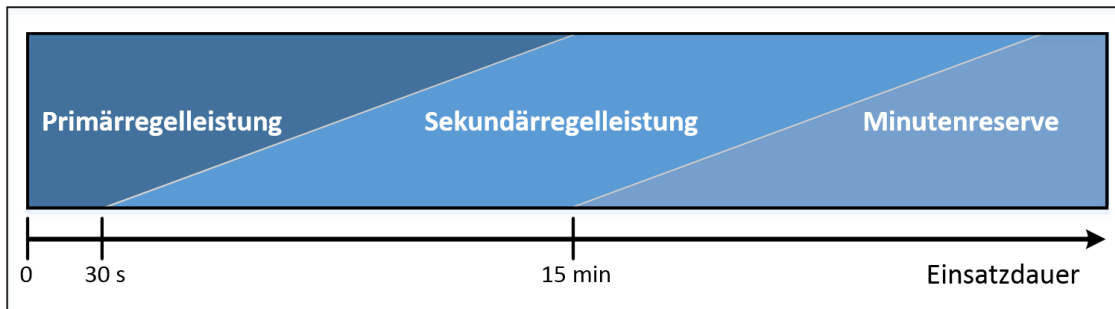 Primärregelleistung Sekundärregelleistung Minutenreserve
0 30 s 15 min Einsatzdauer